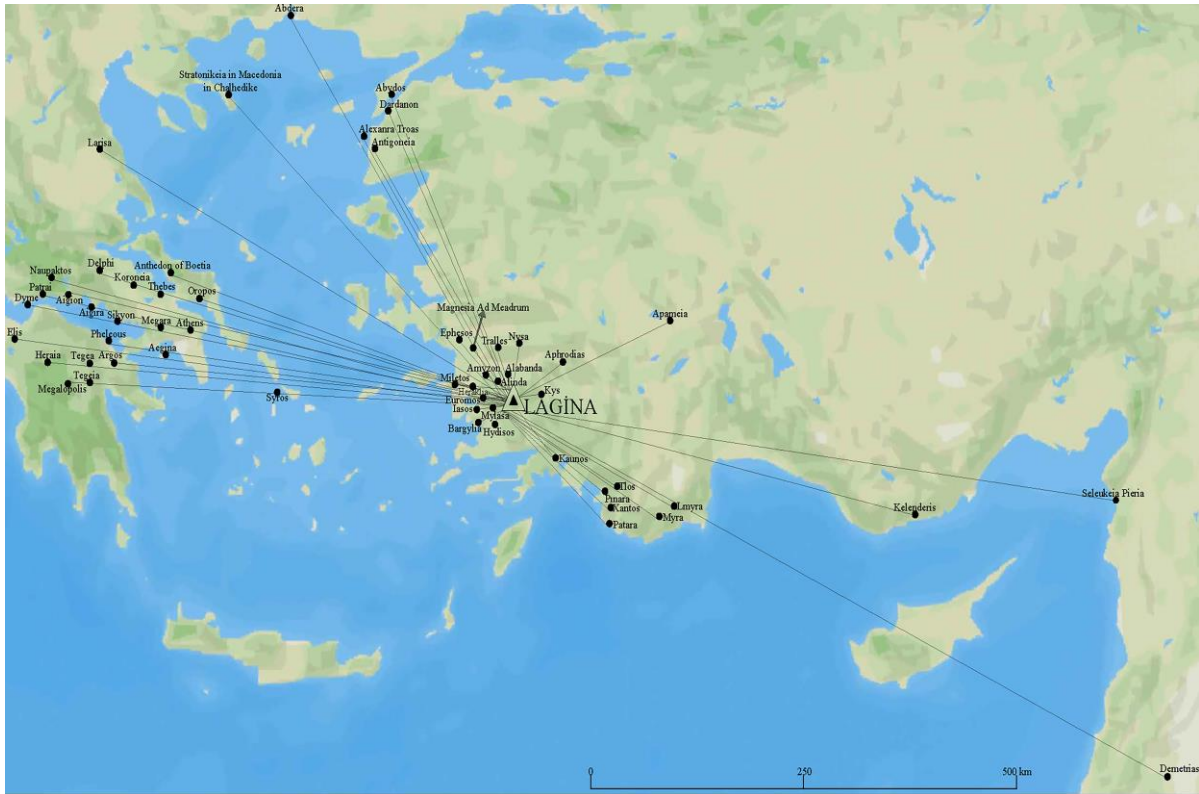 Abdera
Stratonikeia in Macedonia
in Chalhedike
Abydos
Dardanon
Alexanra Troas
Antigoneia
Larisa
Delphi
Anthedon of Boetia
Naupaktos
Koroneia
Patrai
Aigion
Thebes
Oropos
Dyme
Aigira
Sikyon
Megara
Athens
Elis
Pheleous
Aegina
Heraia
Tegea
Argos
Tegeia
Megalopolis
Syros
Magnesia Ad Meadrum
Apameia
Ephesos
Tralles
Nysa
Aphrodias
Amyzon
Alabanda
Miletos
Alinda
Kys
Euromos
LAGİNA
Iasos
Mylasa
Bargylia
Hydisos
Kaunos
Tlos
Pınara
Xantos
Lmyra
Myra
Patara
Kelenderis
Seleukeia Pieria
Demetrias
0 250 500 km